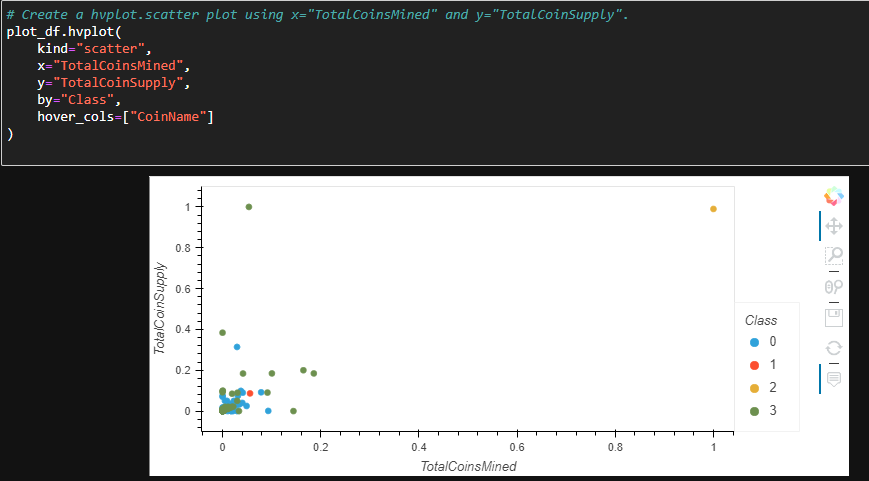 # Create a hvplot.scatter plot using x="TotalCoinsMined" and y="TotalCoinSupply".
plot_df.hvplot(
    kind="scatter",
    x="TotalCoinsMined",
    y="TotalCoinSupply",
    by="Class",
    hover_cols=["CoinName"]
)
TotalCoinSupply
1
0.8
0.6
0.4
0.2
0
0
0.2
0.4
0.6
0.8
1
TotalCoinsMined
Class
0
1
2
3